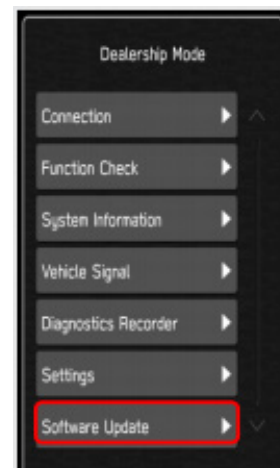 Dealership Mode
Connection
Function Check
System Information
Vehicle Signal
Diagnostics Recorder
Settings
Software Update